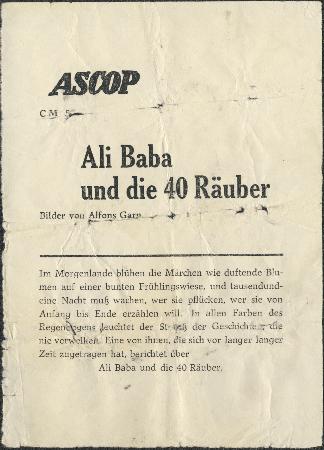 ASCOP
CM 5
Ali Baba
und die 40 Räuber
Bilder von Alfons
Im Morgenlande blühen die Märchen wie duftende Blu-
men auf einer bunten Frühlingswiese, und tausendund-
eine Nacht muß wachen, wer sie pflücken, wer sie von
Anfang bis Ende erzählen will. In allen Farben des
Regenbogens leuchtet der Strauß der Geschichten, die
nie verwelken. Eine von ihnen, die sich vor langer langer
Zeit zugetragen hat, berichtet über
Ali Baba und die 40 Räuber.